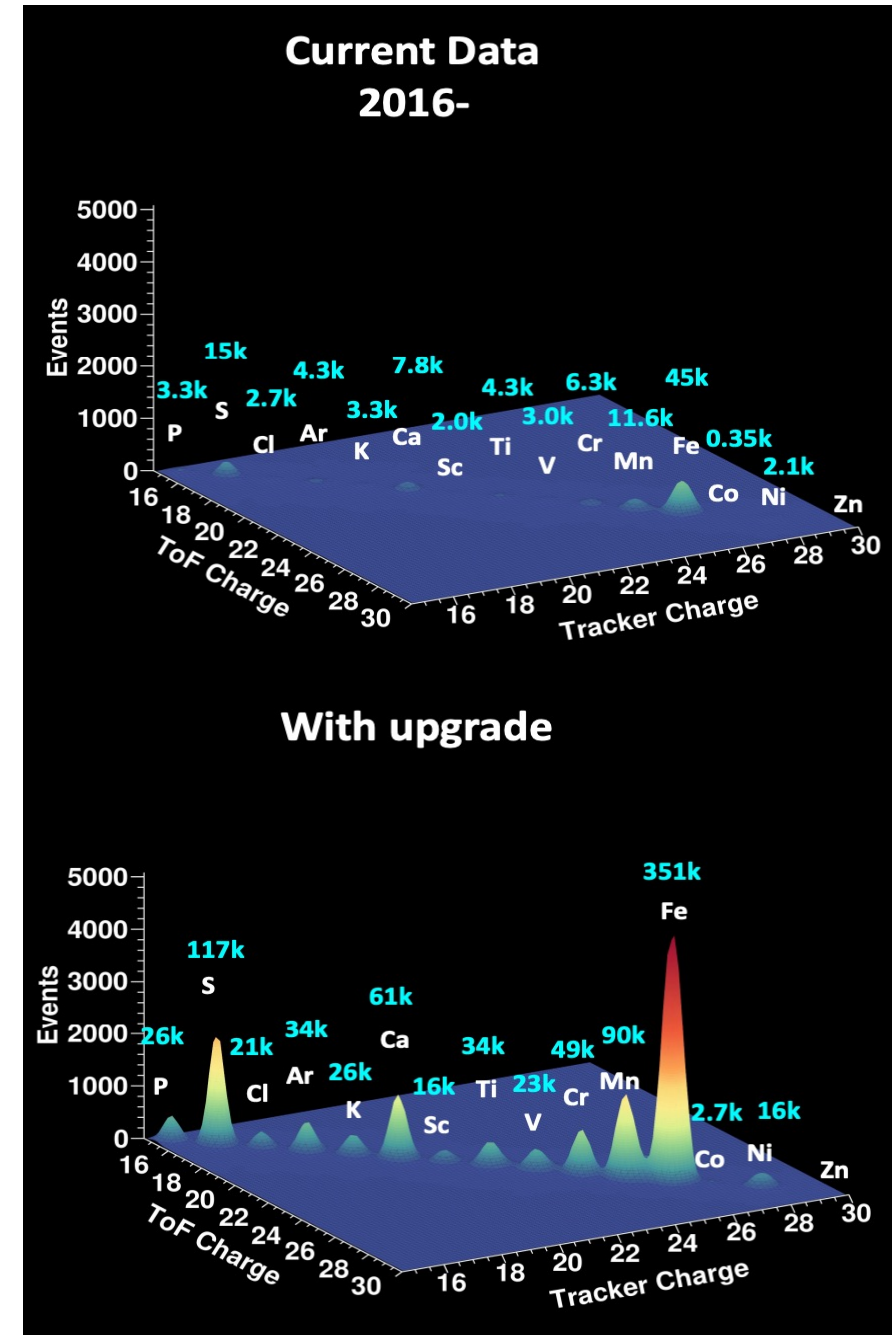 Current Data
2016-
5000
4000
3000
2000
1000
0
Events
15k
7.8k
4.3k
45k
6.3k
4.3k
3.3k
2.7k
3.3k
2.0k
3.0k
11.6k
0.35k
2.1k
P
S
Cl
Ar
K
Ca
Sc
Ti
V
Cr
Mn
Fe
Co
Ni
Zn
16
18
20
22
24
26
28
30
ToF Charge
16
18
20
22
24
26
28
30
Tracker Charge
With upgrade
5000
4000
3000
2000
1000
0
Events
351k
Fe
117k
S
61k
Ca
26k
P
21k
Cl
34k
Ar
26k
K
16k
Sc
34k
Ti
23k
V
49k
Cr
90k
Mn
2.7k
Co
16k
Ni
Zn
16
18
20
22
24
26
28
30
ToF Charge
16
18
20
22
24
26
28
30
Tracker Charge